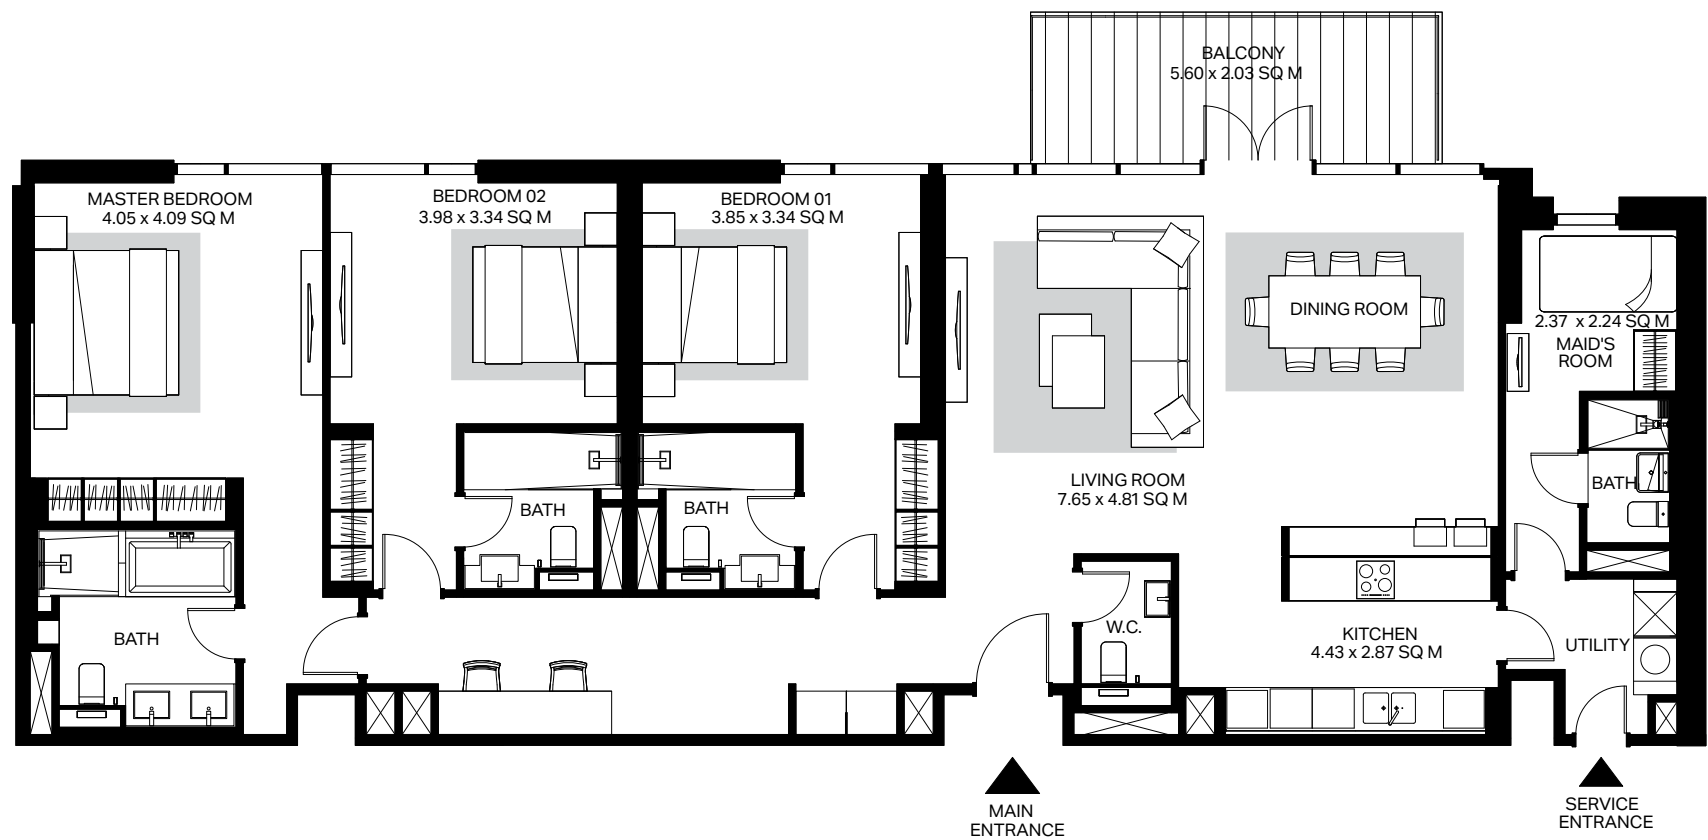 BALCONY
5.60 x 2.03 SQ M
MASTER BEDROOM
4.05 x 4.09 SQ M
BEDROOM 02
3.98 x 3.34 SQ M
BEDROOM 01
3.85 x 3.34 SQ M
DINING ROOM
2.37 x 2.24 SQ M
MAID'S
ROOM
LIVING ROOM
7.65 x 4.81 SQ M
BATH
BATH
BATH
BATH
W.C.
KITCHEN
4.43 x 2.87 SQ M
UTILITY
MAIN
ENTRANCE
SERVICE
ENTRANCE